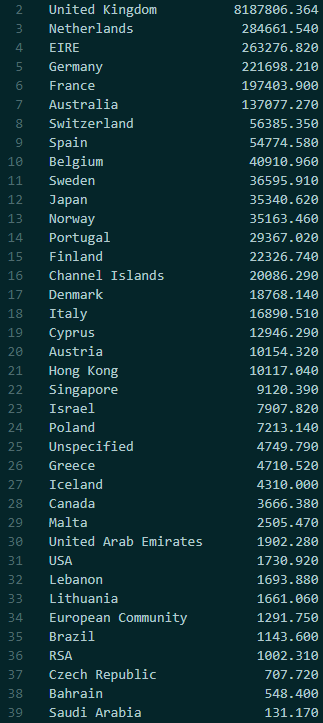 2 United Kingdom 8187806.364
3 Netherlands 284661.540
4 EIRE 263276.820
5 Germany 221698.210
6 France 197403.900
7 Australia 137077.270
8 Switzerland 56385.350
9 Spain 54774.580
10 Belgium 40910.960
11 Sweden 36595.910
12 Japan 35340.620
13 Norway 35163.460
14 Portugal 29367.020
15 Finland 22326.740
16 Channel Islands 20086.290
17 Denmark 18768.140
18 Italy 16890.510
19 Cyprus 12946.290
20 Austria 10154.320
21 Hong Kong 10117.040
22 Singapore 9120.390
23 Israel 7907.820
24 Poland 7213.140
25 Unspecified 4749.790
26 Greece 4710.520
27 Iceland 4310.000
28 Canada 3666.380
29 Malta 2505.470
30 United Arab Emirates 1902.280
31 USA 1730.920
32 Lebanon 1693.880
33 Lithuania 1661.060
34 European Community 1291.750
35 Brazil 1143.600
36 RSA 1002.310
37 Czech Republic 707.720
38 Bahrain 548.400
39 Saudi Arabia 131.170